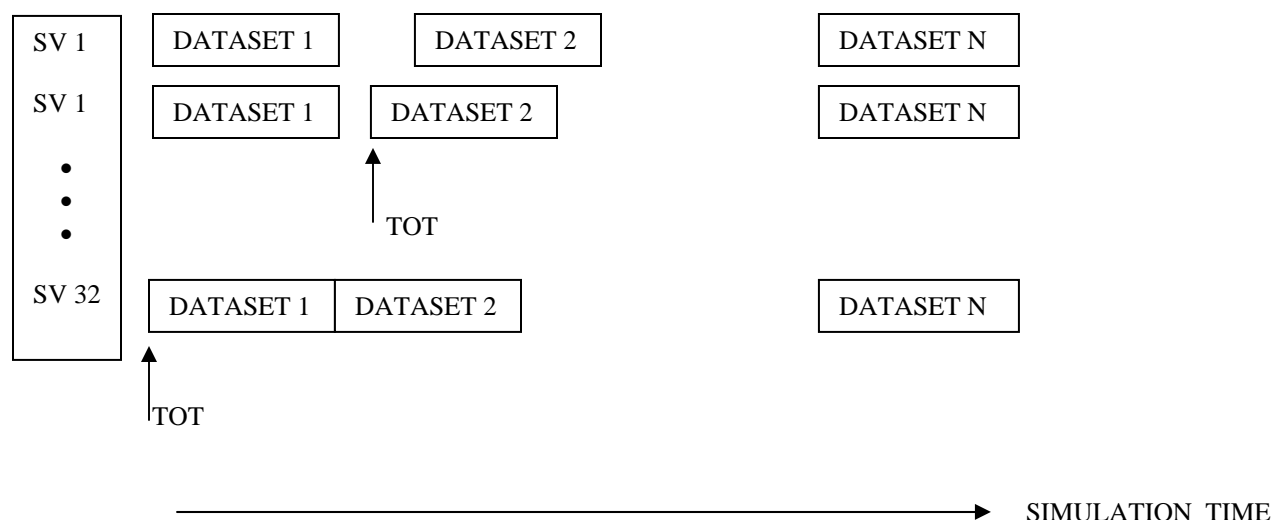 SV 1 DATASET 1 DATASET 2 DATASET N
SV 1 DATASET 1 DATASET 2 DATASET N
TOT
SV 32 DATASET 1 DATASET 2 DATASET N
TOT
SIMULATION TIME